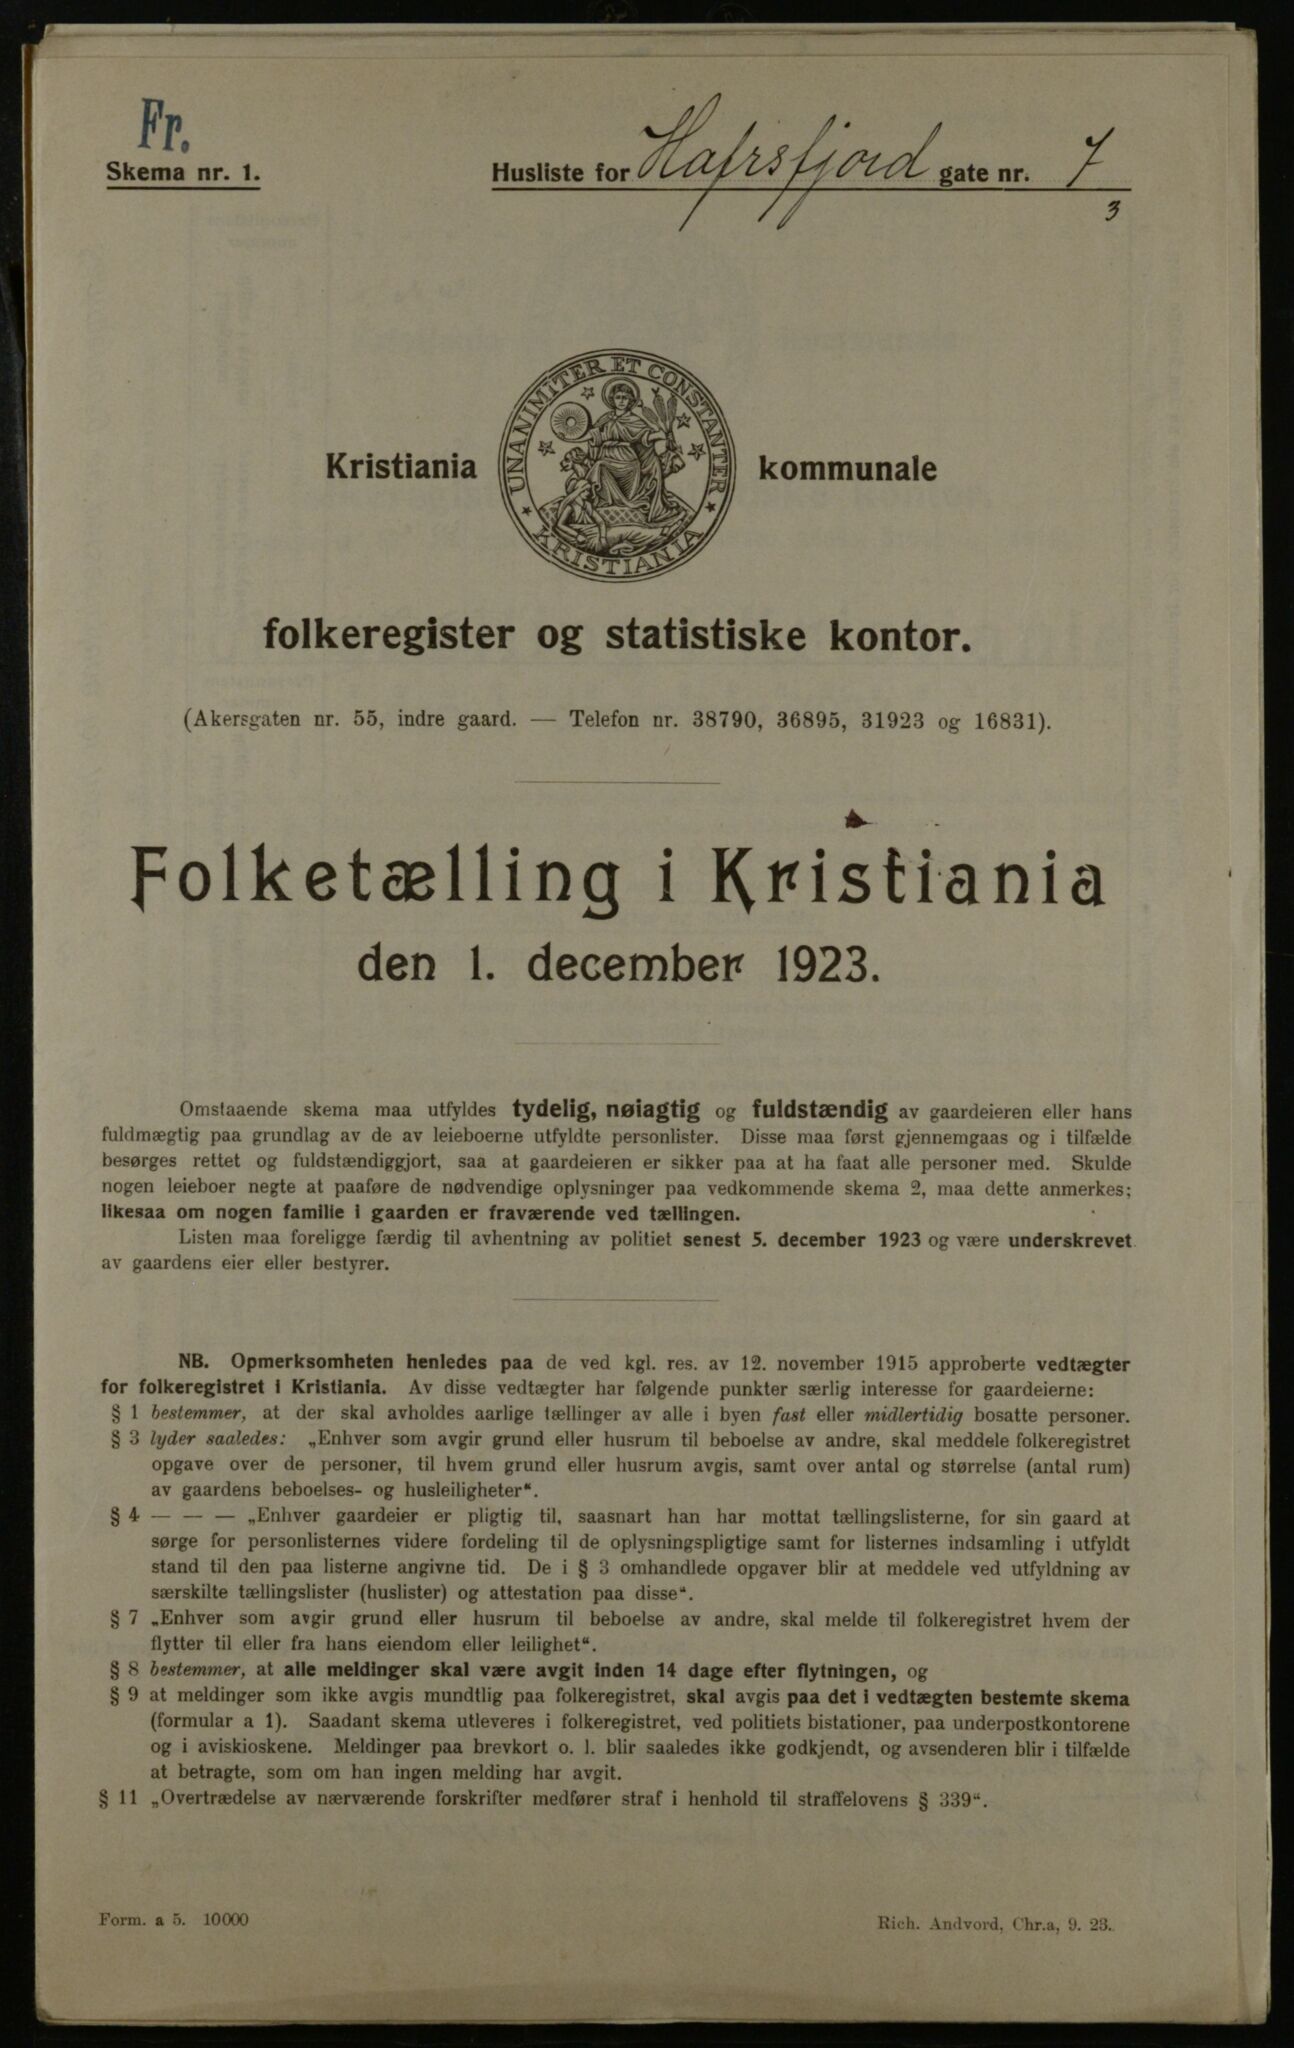 Fr.
Skema nr. 1.
Husliste for Hafrsfjord gate nr. 7
3
UNANIMITER ET CONSTANTER
KRISTIANIA
Kristiania kommunale
folkeregister og statistiske kontor.
(Akersgaten nr. 55, indre gaard. — Telefon nr. 38790, 36895, 31923 og 16831).
Folketælling i Kristiania
den 1. december 1923.
Omstaaende skema maa utfyldes tydelig, nøiagtig og fuldstændig av gaardeieren eller hans
fuldmægtig paa grundlag av de av leieboerne utfyldte personlister. Disse maa først gjennemgaas og i tilfælde
besørges rettet og fuldstændiggjort, saa at gaardeieren er sikker paa at ha faat alle personer med. Skulde
nogen leieboer negte at paaføre de nødvendige oplysninger paa vedkommende skema 2, maa dette anmerkes;
likesaa om nogen familie i gaarden er fraværende ved tællingen.
Listen maa foreligge færdig til avhentning av politiet senest 5. december 1923 og være underskrevet
av gaardens eier eller bestyrer.
NB. Opmerksomheten henledes paa de ved kgl. res. av 12. november 1915 approberte vedtægter
for folkeregistret i Kristiania. Av disse vedtægter har følgende punkter særlig interesse for gaardeierne:
§ 1 bestemmer, at der skal avholdes aarlige tællinger av alle i byen fast eller midlertidig bosatte personer.
§ 3 lyder saaledes: „Enhver som avgir grund eller husrum til beboelse av andre, skal meddele folkeregistret
opgave over de personer, til hvem grund eller husrum avgis, samt over antal og størrelse (antal rum)
av gaardens beboelses- og husleiligheter“.
§ 4 — — — „Enhver gaardeier er pligtig til, saasnart han har mottat tællingslisterne, for sin gaard at
sørge for personlisternes videre fordeling til de oplysningspligtige samt for listernes indsamling i utfyldt
stand til den paa listerne angivne tid. De i § 3 omhandlede opgaver blir at meddele ved utfyldning av
særskilte tællingslister (huslister) og attestation paa disse“.
§ 7 „Enhver som avgir grund eller husrum til beboelse av andre, skal melde til folkeregistret hvem der
flytter til eller fra hans eiendom eller leilighet“.
§ 8 bestemmer, at alle meldinger skal være avgit inden 14 dage efter flytningen, og
§ 9 at meldinger som ikke avgis mundtlig paa folkeregistret, skal avgis paa det i vedtægten bestemte skema
(formular a 1). Saadant skema utleveres i folkeregistret, ved politiets bistationer, paa underpostkontorene
og i aviskioskene. Meldinger paa brevkort o. l. blir saaledes ikke godkjendt, og avsenderen blir i tilfælde
at betragte, som om han ingen melding har avgit.
§ 11 „Overtrædelse av nærværende forskrifter medfører straf i henhold til straffelovens § 339“.
Form. a 5. 10000
Rich. Andvord, Chr.a, 9. 23.